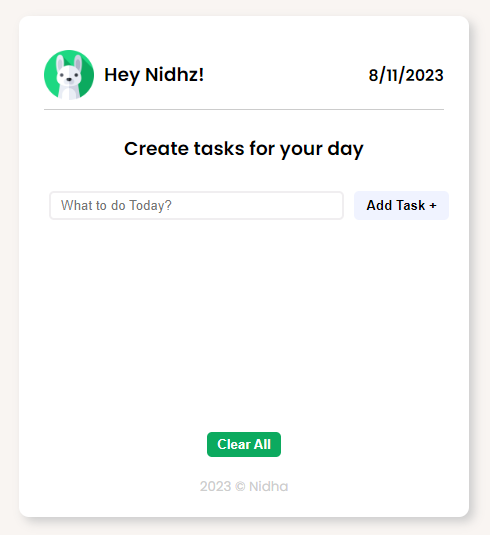 Hey Nidhz!
8/11/2023
Create tasks for your day
What to do Today?
Add Task +
Clear All
2023 © Nidha